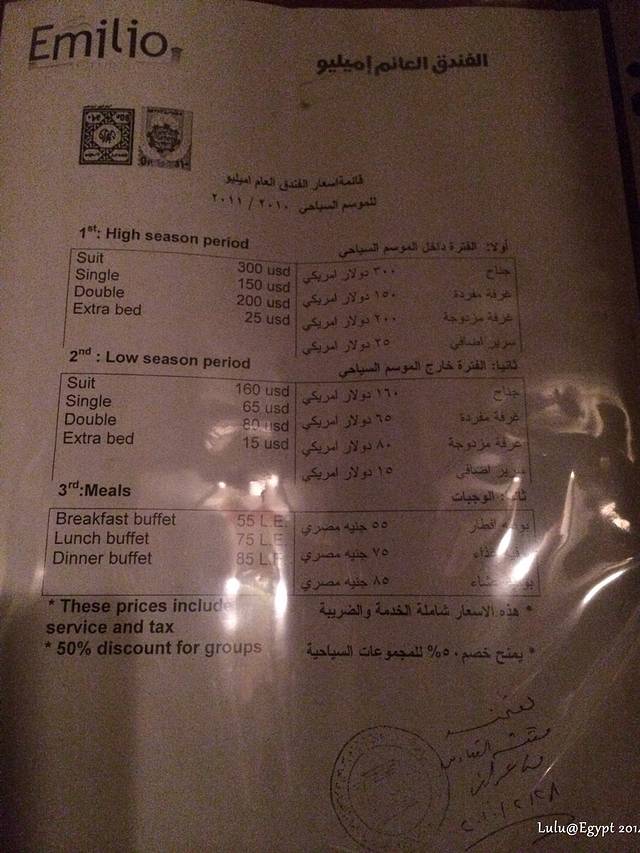 Emilio
الفندق العائم إميليو
قائمة اسعار الفندق العائم اميليو
للموسم السياحي ٢٠١٠ / ٢٠١١
1st: High season period
أولا: الفترة داخل الموسم السياحي
Suit 300 usd ٣٠٠ دولار امريكي جناح
Single 150 usd ١٥٠ دولار امريكي غرفة مفردة
Double 200 usd ٢٠٠ دولار امريكي غرفة مزدوجة
Extra bed 25 usd ٢٥ دولار امريكي سرير اضافي
2nd : Low season period
ثانيا: الفترة خارج الموسم السياحي
Suit 160 usd ١٦٠ دولار امريكي جناح
Single 65 usd ٦٥ دولار امريكي غرفة مفردة
Double 80 usd ٨٠ دولار امريكي غرفة مزدوجة
Extra bed 15 usd ١٥ دولار امريكي سرير اضافي
3rd:Meals
الوجبات
Breakfast buffet 55 L.E. ٥٥ جنيه مصري افطار
Lunch buffet 75 L.E. ٧٥ جنيه مصري غذاء
Dinner buffet 85 L.E. ٨٥ جنيه مصري عشاء
* These prices include
service and tax
* هذه الاسعار شاملة الخدمة والضريبة
* 50% discount for groups
* يمنح خصم ٥٠% للمجموعات السياحية
Lulu@Egypt 201